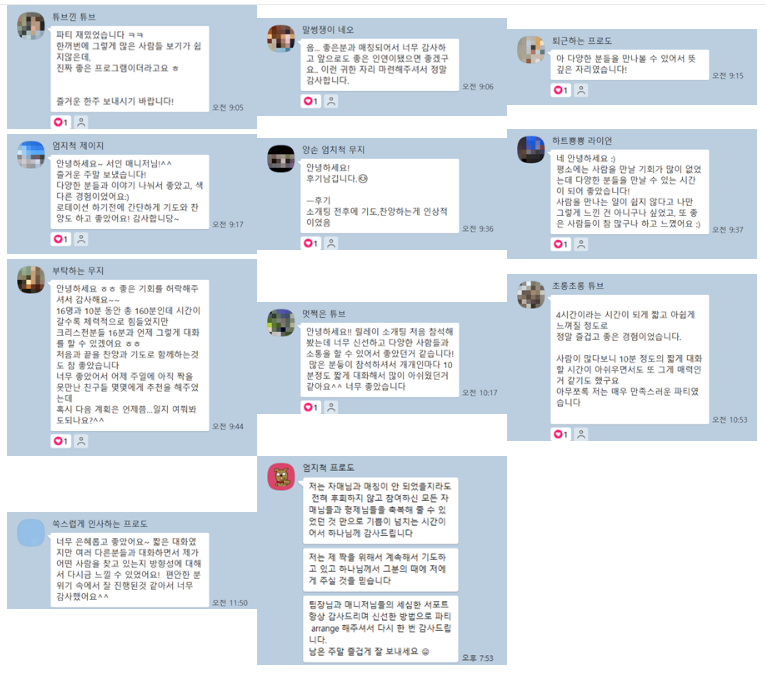 튜브낀 튜브
파티 재밌었습니다 ㅋㅋ
한꺼번에 그렇게 많은 사람들 보기가 쉽
지않은데,
진짜 좋은 프로그램이더라고요 ㅎ
즐거운 한주 보내시기 바랍니다!
오전 9:05
1
말썽쟁이 네오
음... 좋은분과 매칭되어서 너무 감사하
고 앞으로도 좋은 인연이됐으면 좋겠구
요.. 이런 귀한 자리 마련해주셔서 정말
감사합니다.
오전 9:06
1
퇴근하는 프로도
아 다양한 분들을 만나볼 수 있어서 뜻
깊은 자리였습니다!
오전 9:15
1
엄지척 제이지
안녕하세요~ 서인 매니저님!^^
즐거운 주말 보냈습니다!
다양한 분들과 이야기 나눠서 좋았고, 색
다른 경험이었어요:)
로테이션 하기전에 간단하게 기도와 찬
양도 하고 좋았어요! 감사합니당~
오전 9:17
1
양손 엄치척 무지
안녕하세요!
후기남깁니다.
ㅡ후기
소개팅 전후에 기도,찬양하는게 인상적
이었음
오전 9:36
1
하트뿅뿅 라이언
네 안녕하세요 :)
평소에는 사람을 만날 기회가 많이 없었
는데 다양한 분들을 만날 수 있는 시간
이 되어 좋았습니다!
사람을 만나는 일이 쉽지 않다고 나만
그렇게 느낀 건 아니구나 싶었고, 또 좋
은 사람들이 참 많구나 하고 느꼈어요 :)
오전 9:37
1
부탁하는 무지
안녕하세요 ㅎㅎ 좋은 기회를 허락해주
셔서 감사해요~~
16명과 10분 동안 총 160분인데 시간이
갈수록 체력적으로 힘들었지만
크리스천분들 16분과 언제 그렇게 대화
를 할 수 있겠어요 ㅎㅎ
처음과 끝을 찬양과 기도로 함께하는것
도 참 좋았습니다
너무 좋았어서 어제 주일에 아직 짝을
못만난 친구들 몇몇에게 추천을 해주었
는데
혹시 다음 계획은 언제쯤...일지 여쭤봐
도되나요?^^
오전 9:44
1
멋쩍은 튜브
안녕하세요!! 릴레이 소개팅 처음 참석해
봤는데 너무 신선하고 다양한 사람들과
소통을 할 수 있어서 좋았던거 같습니다!
많은 분들이 참석하셔서 개개인마다 10
분정도 짧게 대화해서 많이 아쉬웠던거
같아요^^ 너무 좋았습니다
오전 10:17
1
초롱초롱 튜브
4시간이라는 시간이 되게 짧고 아쉽게
느껴질 정도로
정말 즐겁고 좋은 경험이었습니다.
사람이 많다보니 10분 정도의 짧게 대화
할 시간이 아쉬우면서도 또 그게 매력인
거 같기도 했구요
아무쪼록 저는 매우 만족스러운 파티였
습니다
오전 10:53
1
쑥스럽게 인사하는 프로도
너무 은혜롭고 좋았어요~ 짧은 대화였
지만 여러 다른분들과 대화하면서 제가
어떤 사람을 찾고 있는지 방향성에 대해
서 다시금 느낄 수 있었어요! 편안한 분
위기 속에서 잘 진행된것 같아서 너무
감사했어요^^
오전 11:50
엄지척 프로도
저는 자매님과 매칭이 안 되었을지라도
전혀 후회하지 않고 참여하신 모든 자
매님들과 형제님들을 축복해 줄 수 있
었던 것 만으로 기쁨이 넘치는 시간이
어서 하나님께 감사드립니다
저는 제 짝을 위해서 계속해서 기도하
고 있고 하나님께서 그분의 때에 저에
게 주실 것을 믿습니다
팀장님과 매니저님들의 세심한 서포트
항상 감사드리며 신선한 방법으로 파티
arrange 해주셔서 다시 한 번 감사드립
니다.
남은 주말 즐겁게 잘 보내세요 😀
오후 7:53